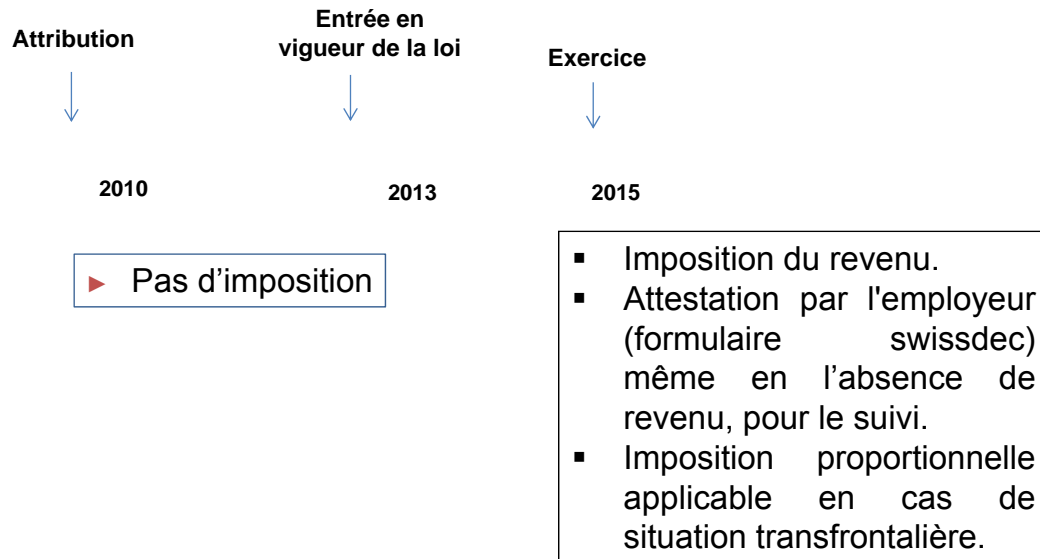 Attribution
Entrée en
vigueur de la loi
Exercice
2010
2013
2015
► Pas d’imposition
▪ Imposition du revenu.
▪ Attestation par l'employeur
(formulaire swissdec)
même en l’absence de
revenu, pour le suivi.
▪ Imposition proportionnelle
applicable en cas de
situation transfrontalière.